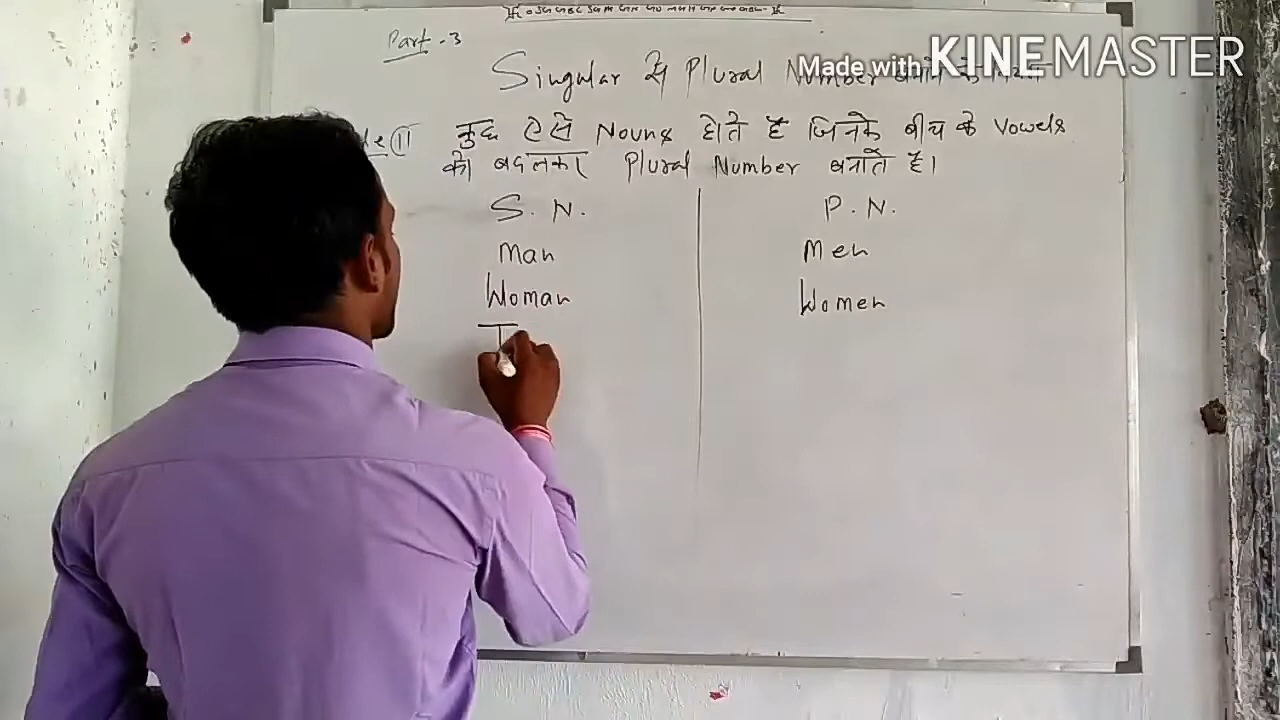 Part-3
Made with KINEMASTER
Singular से Plural Number बनाने के
11 कुछ ऐसे Nouns होते हैं जिनके बीच के Vowels
को बदलकर Plural Number बनाते हैं।
S. N. P. N.
Man Men
Woman Women
T